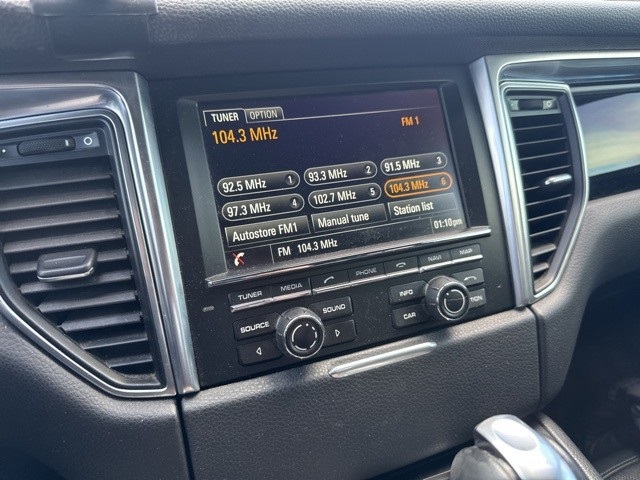 TUNER OPTION
104.3 MHz FM 1
92.5 MHz 1 93.3 MHz 2 91.5 MHz 3
97.3 MHz 4 102.7 MHz 5 104.3 MHz 6
Autostore FM1 Manual tune Station list
FM 104.3 MHz 01:10pm
TUNER MEDIA PHONE NAVI MAP
SOURCE SOUND INFO
CAR